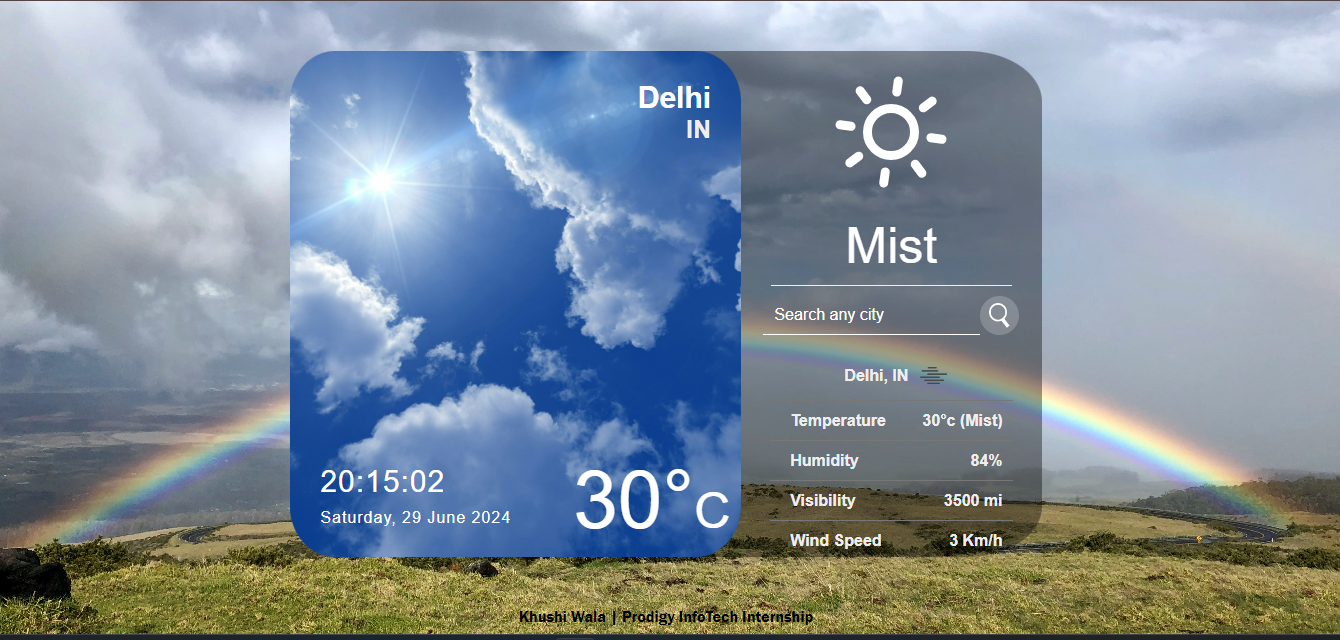 Delhi
IN
20:15:02
Saturday, 29 June 2024
30°c
Mist
Search any city
Delhi, IN
Temperature 30°c (Mist)
Humidity 84%
Visibility 3500 mi
Wind Speed 3 Km/h
Khushi Wala | Prodigy InfoTech Internship